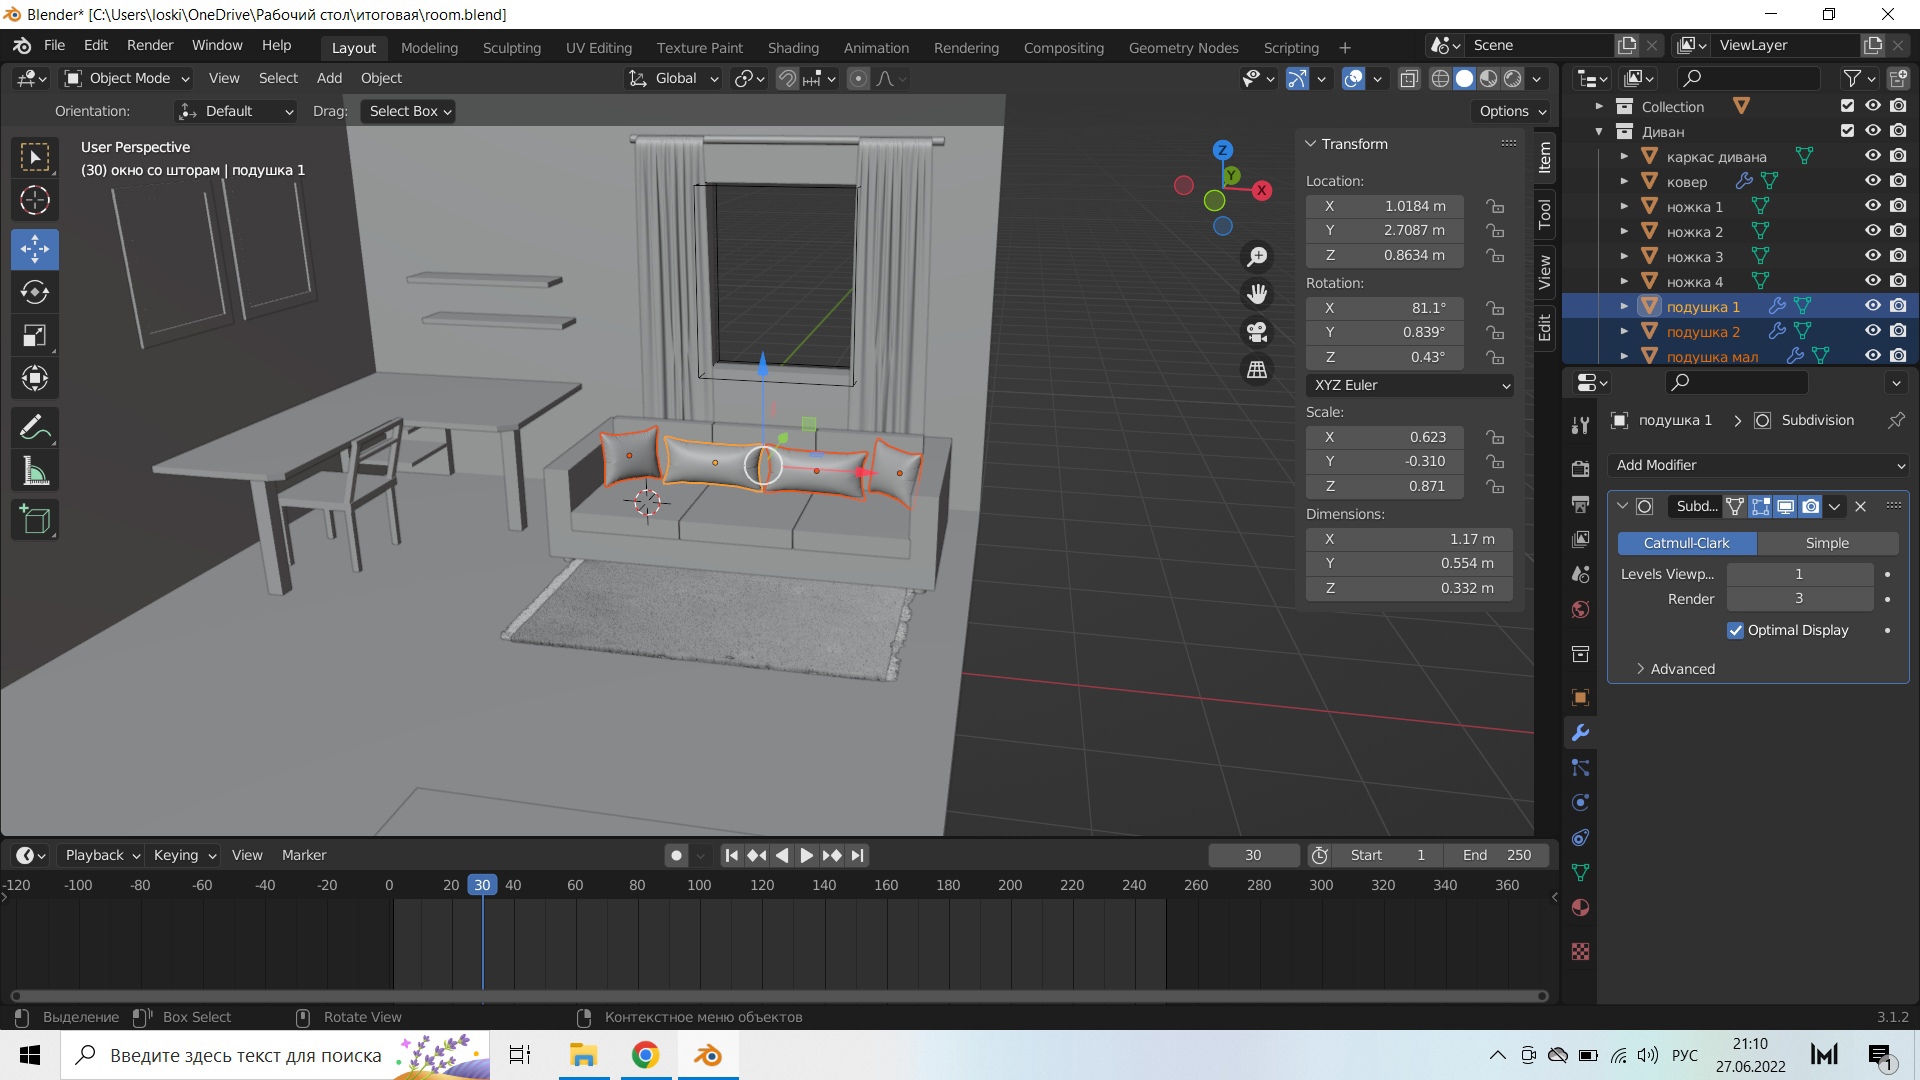 Blender* [C:\Users\loski\OneDrive\Рабочий стол\итоговая\room.blend]
File Edit Render Window Help
Layout Modeling Sculpting UV Editing Texture Paint Shading Animation Rendering Compositing Geometry Nodes Scripting +
Scene
ViewLayer
Object Mode View Select Add Object
Global
Orientation: Default Drag: Select Box
Options
User Perspective
(30) окно со шторам | подушка 1
Z
Y
X
Item
Tool
View
Edit
Transform
Location:
X 1.0184 m
Y 2.7087 m
Z 0.8634 m
Rotation:
X 81.1°
Y 0.839°
Z 0.43°
XYZ Euler
Scale:
X 0.623
Y -0.310
Z 0.871
Dimensions:
X 1.17 m
Y 0.554 m
Z 0.332 m
Collection
Диван
каркас дивана
ковер
ножка 1
ножка 2
ножка 3
ножка 4
подушка 1
подушка 2
подушка мал
подушка 1 > Subdivision
Add Modifier
Subd...
Catmull-Clark Simple
Levels Viewp... 1
Render 3
Optimal Display
Advanced
Playback Keying View Marker
30
Start 1
End 250
-120 -100 -80 -60 -40 -20 0 20 30 40 60 80 100 120 140 160 180 200 220 240 260 280 300 320 340 360
Выделение Box Select Rotate View Контекстное меню объектов
3.1.2
Введите здесь текст для поиска
РУС
21:10
27.06.2022
1